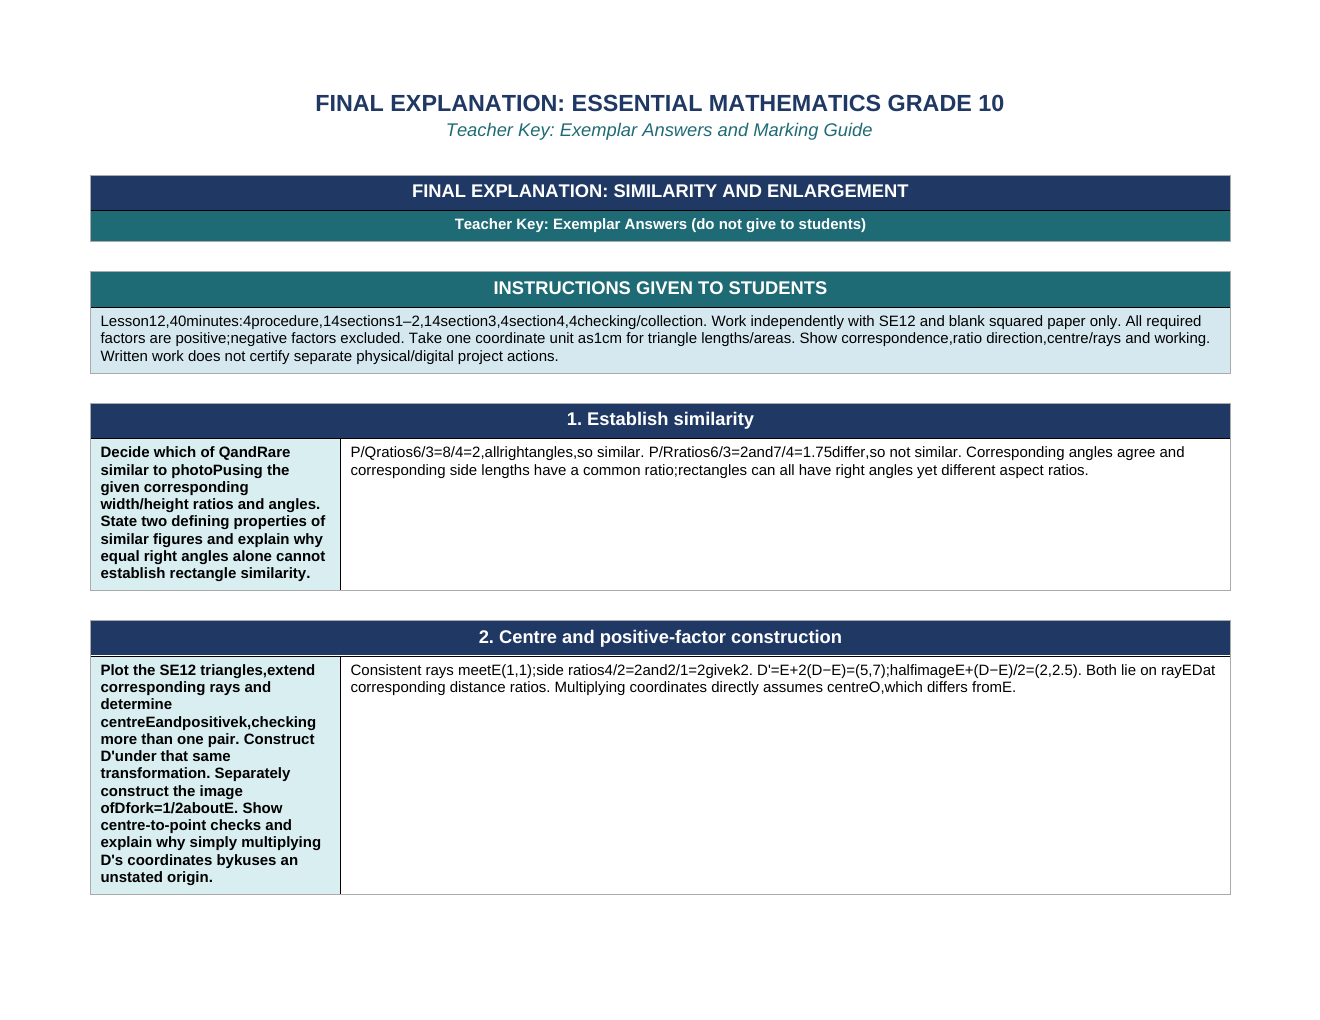 FINAL EXPLANATION: ESSENTIAL MATHEMATICS GRADE 10
Teacher Key: Exemplar Answers and Marking Guide
FINAL EXPLANATION: SIMILARITY AND ENLARGEMENT
Teacher Key: Exemplar Answers (do not give to students)
INSTRUCTIONS GIVEN TO STUDENTS
Lesson12,40minutes:4procedure,14sections1–2,14section3,4section4,4checking/collection. Work independently with SE12 and blank squared paper only. All required
factors are positive;negative factors excluded. Take one coordinate unit as1cm for triangle lengths/areas. Show correspondence,ratio direction,centre/rays and working.
Written work does not certify separate physical/digital project actions.
1. Establish similarity
Decide which of QandRare
similar to photoPusing the
given corresponding
width/height ratios and angles.
State two defining properties of
similar figures and explain why
equal right angles alone cannot
establish rectangle similarity.
P/Qratios6/3=8/4=2,allrightangles,so similar. P/Rratios6/3=2and7/4=1.75differ,so not similar. Corresponding angles agree and
corresponding side lengths have a common ratio;rectangles can all have right angles yet different aspect ratios.
2. Centre and positive-factor construction
Plot the SE12 triangles,extend
corresponding rays and
determine
centreEandpositivek,checking
more than one pair. Construct
D'under that same
transformation. Separately
construct the image
ofDfork=1/2aboutE. Show
centre-to-point checks and
explain why simply multiplying
D's coordinates bykuses an
unstated origin.
Consistent rays meetE(1,1);side ratios4/2=2and2/1=2givek2. D'=E+2(D−E)=(5,7);halfimageE+(D−E)/2=(2,2.5). Both lie on rayEDat
corresponding distance ratios. Multiplying coordinates directly assumes centreO,which differs fromE.